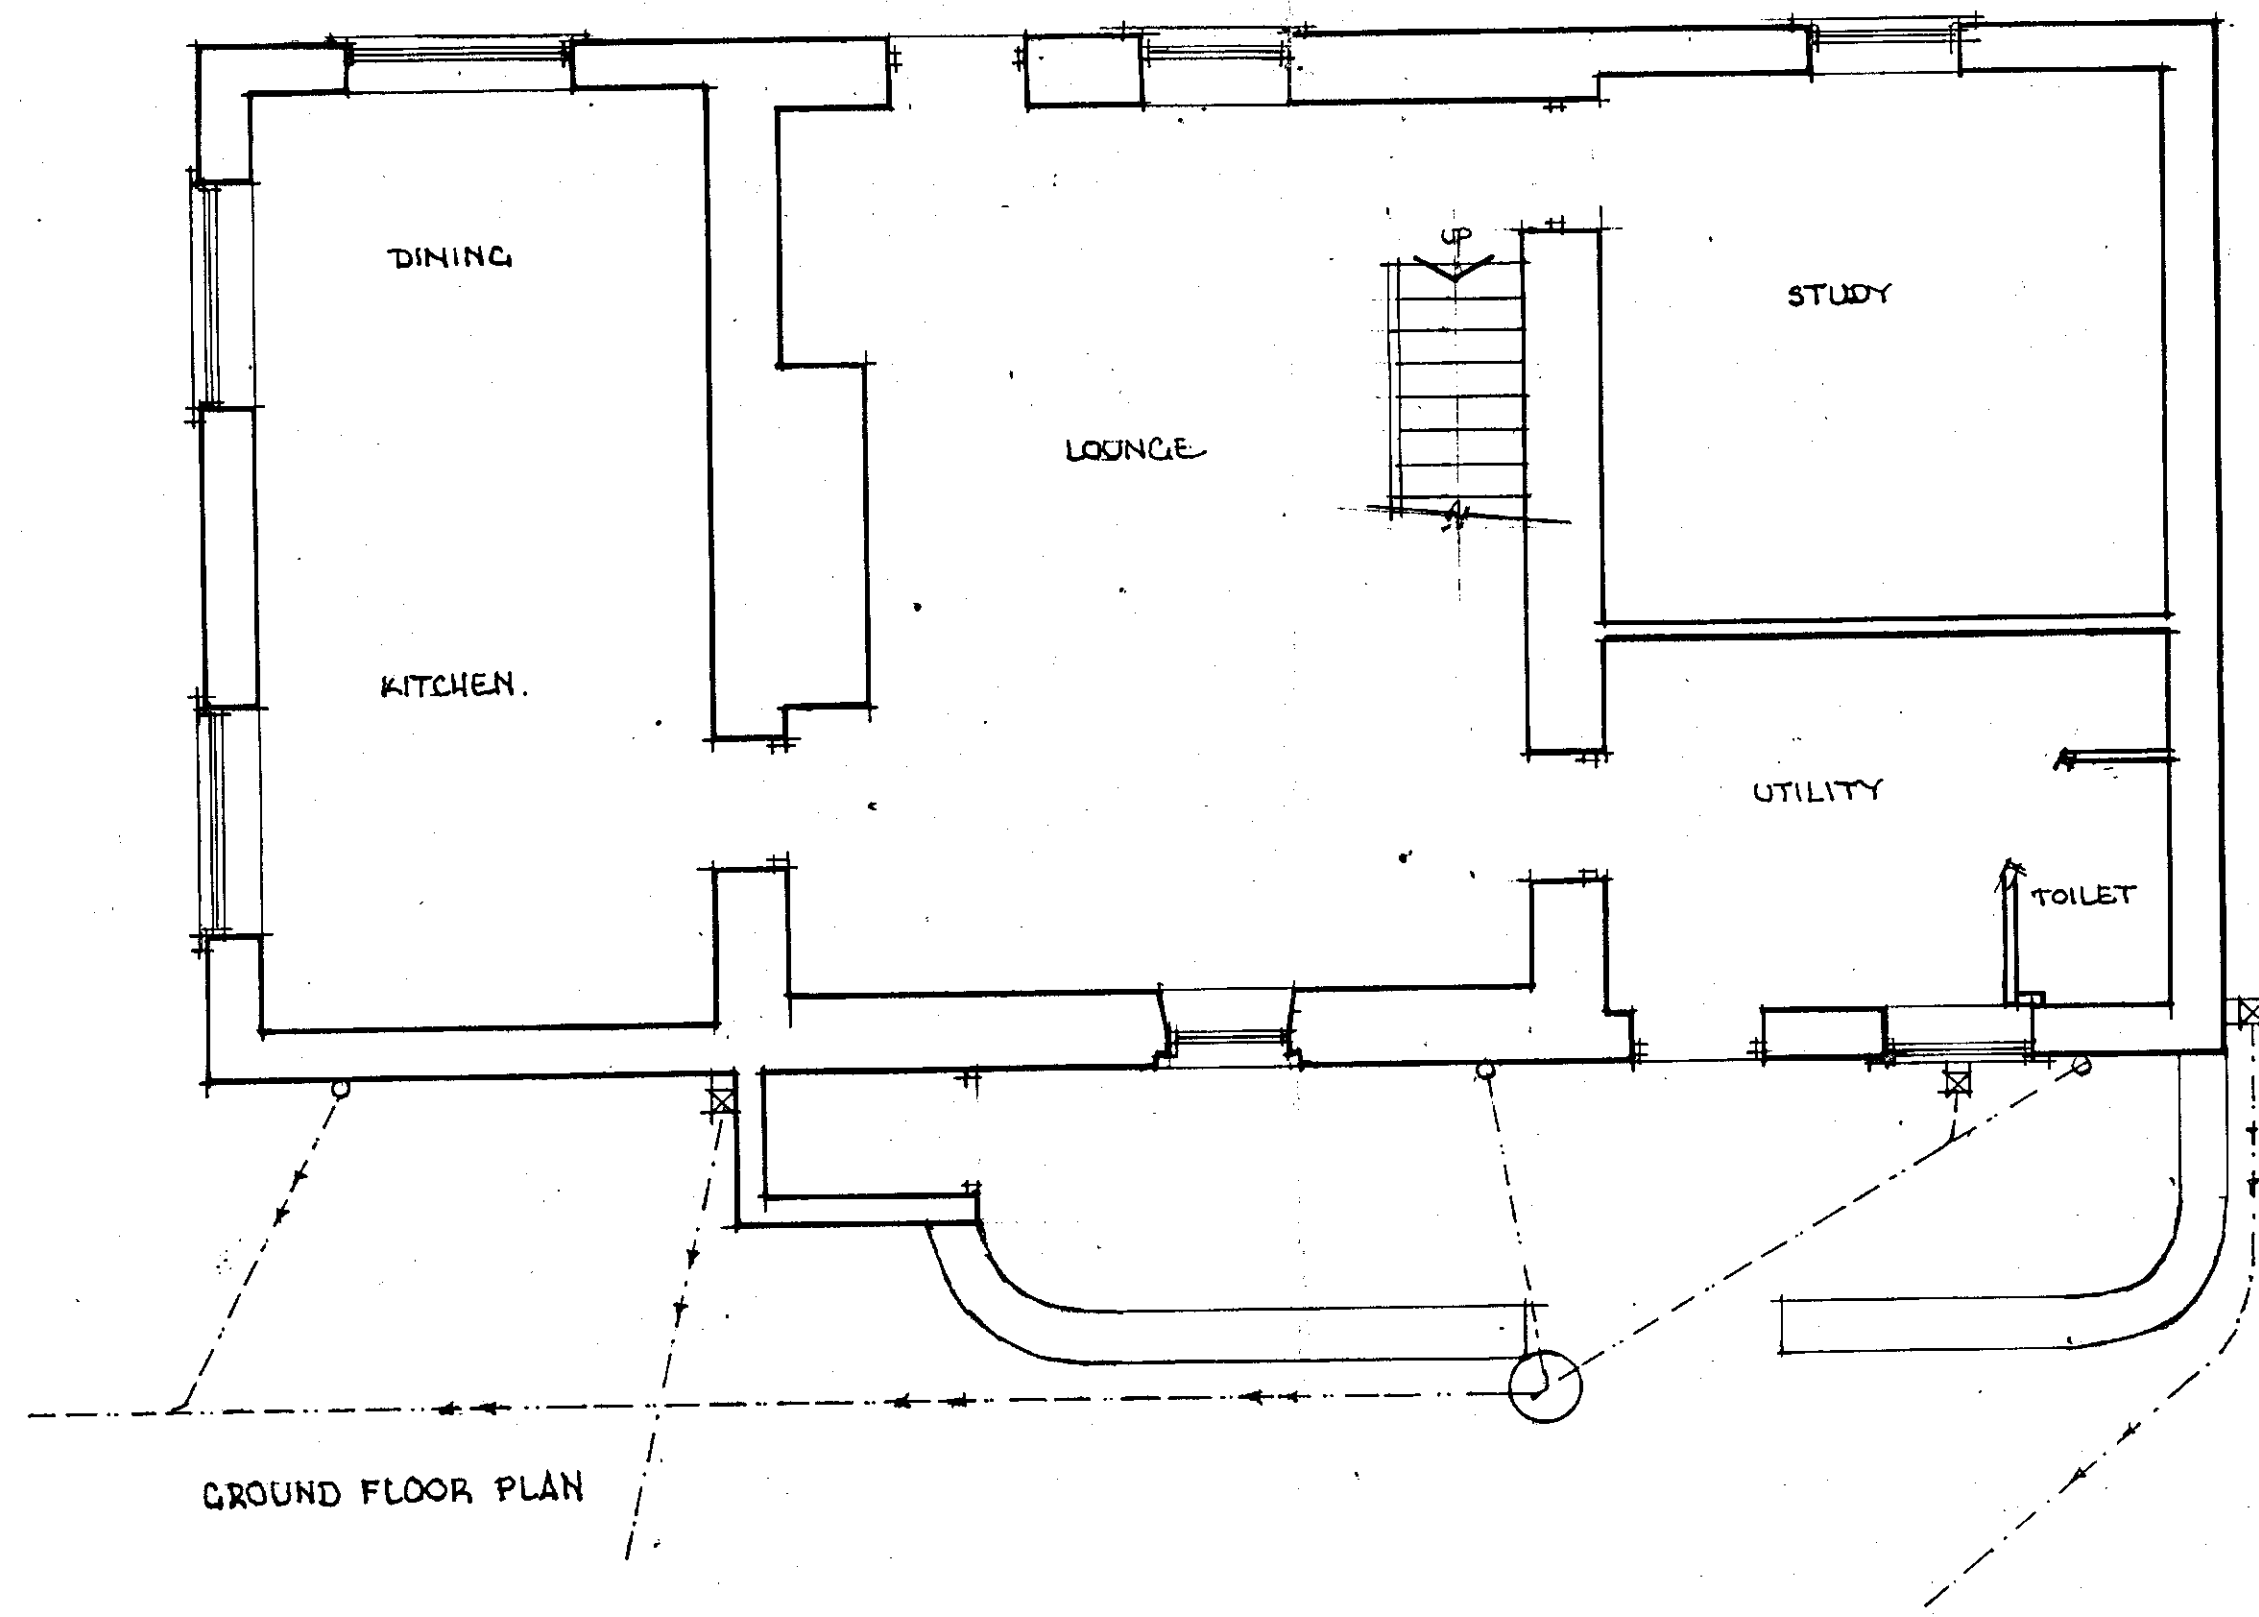 UP
DINING
STUDY
LOUNGE
KITCHEN.
UTILITY
TOILET
GROUND FLOOR PLAN